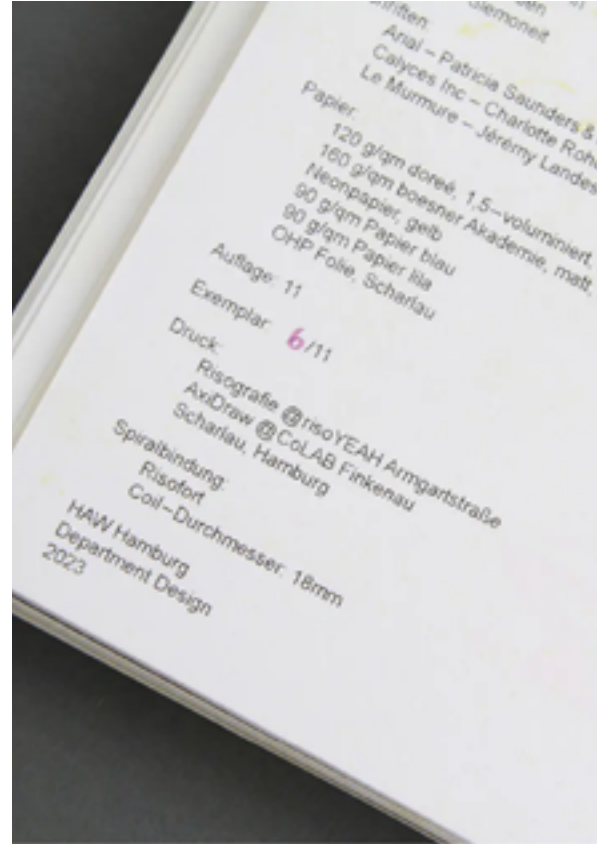 Schriften:
Arial – Patricia Saunders &
Calyces Inc – Charlotte Roh
Le Murmure – Jérémy Landes
Papier:
120 g/qm doreé, 1,5–voluminiert,
160 g/qm boesner Akademie, matt,
Neonpapier, gelb
90 g/qm Papier blau
90 g/qm Papier lila
OHP Folie, Scharlau
Auflage: 11
Exemplar: 6/11
Druck:
Risografie @risoYEAH Armgartstraße
AxiDraw @CoLAB Finkenau
Scharlau, Hamburg
Spiralbindung:
Risofort
Coil–Durchmesser: 18mm
HAW Hamburg
Department Design
2023